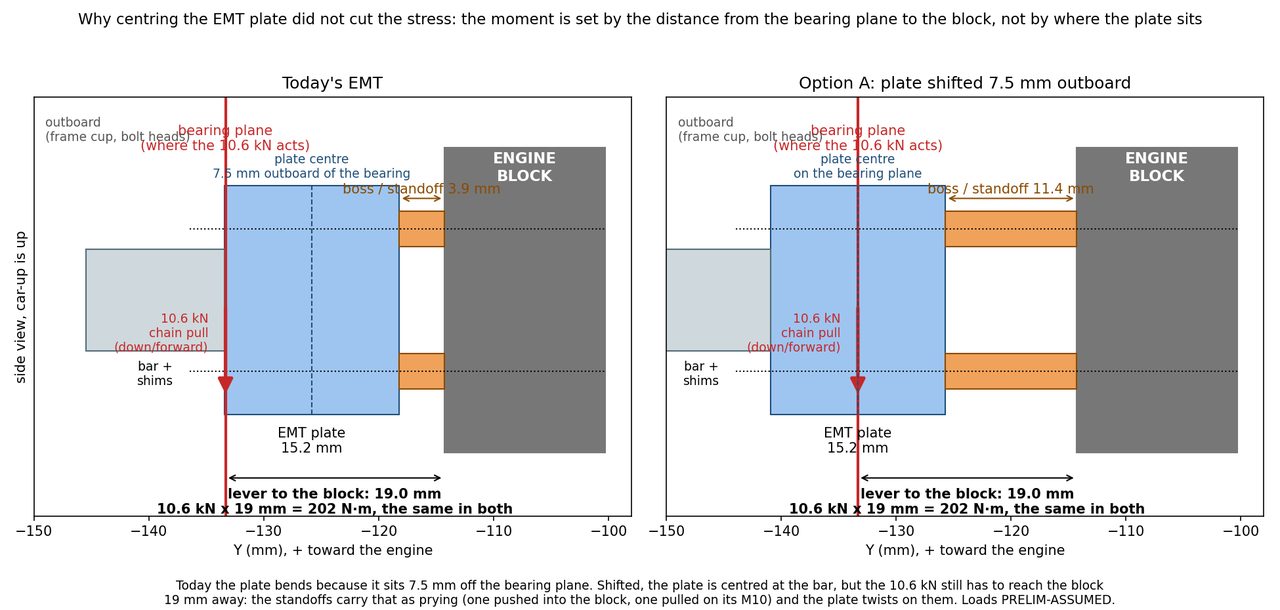 Why centring the EMT plate did not cut the stress: the moment is set by the distance from the bearing plane to the block, not by where the plate sits
Today's EMT
outboard
(frame cup, bolt heads)
bearing plane
(where the 10.6 kN acts)
plate centre
7.5 mm outboard of the bearing
boss / standoff 3.9 mm
ENGINE
BLOCK
10.6 kN
chain pull
(down/forward)
bar +
shims
EMT plate
15.2 mm
lever to the block: 19.0 mm
10.6 kN x 19 mm = 202 N·m, the same in both
side view, car-up is up
−150
−140
−130
−120
−110
−100
Y (mm), + toward the engine
Option A: plate shifted 7.5 mm outboard
outboard
(frame cup, bolt heads)
bearing plane
(where the 10.6 kN acts)
plate centre
on the bearing plane
boss / standoff 11.4 mm
ENGINE
BLOCK
10.6 kN
chain pull
(down/forward)
bar +
shims
EMT plate
15.2 mm
lever to the block: 19.0 mm
10.6 kN x 19 mm = 202 N·m, the same in both
−150
−140
−130
−120
−110
−100
Y (mm), + toward the engine
Today the plate bends because it sits 7.5 mm off the bearing plane. Shifted, the plate is centred at the bar, but the 10.6 kN still has to reach the block
19 mm away: the standoffs carry that as prying (one pushed into the block, one pulled on its M10) and the plate twists on them. Loads PRELIM-ASSUMED.